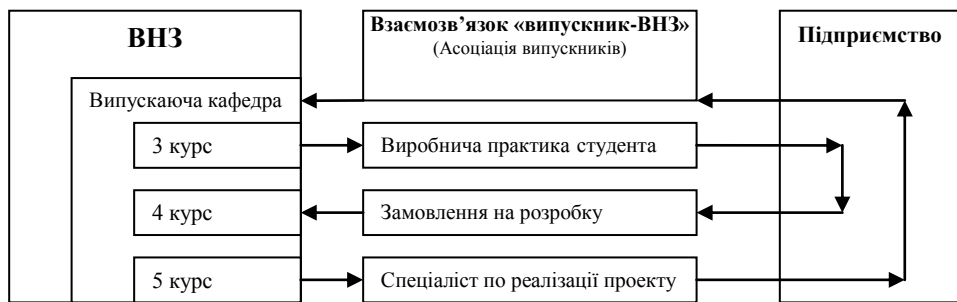 ВНЗ
Взаємозв’язок «випускник-ВНЗ»
(Асоціація випускників)
Підприємство
Випускаюча кафедра
3 курс
Виробнича практика студента
4 курс
Замовлення на розробку
5 курс
Спеціаліст по реалізації проекту